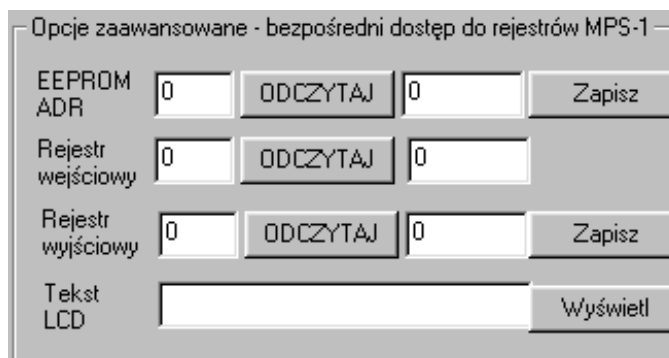 Opcje zaawansowane - bezpośredni dostęp do rejestrów MPS-1
EEPROM
ADR
0
ODCZYTAJ
0
Zapisz
Rejestr
wejściowy
0
ODCZYTAJ
0
Rejestr
wyjściowy
0
ODCZYTAJ
0
Zapisz
Tekst
LCD
Wyświetl